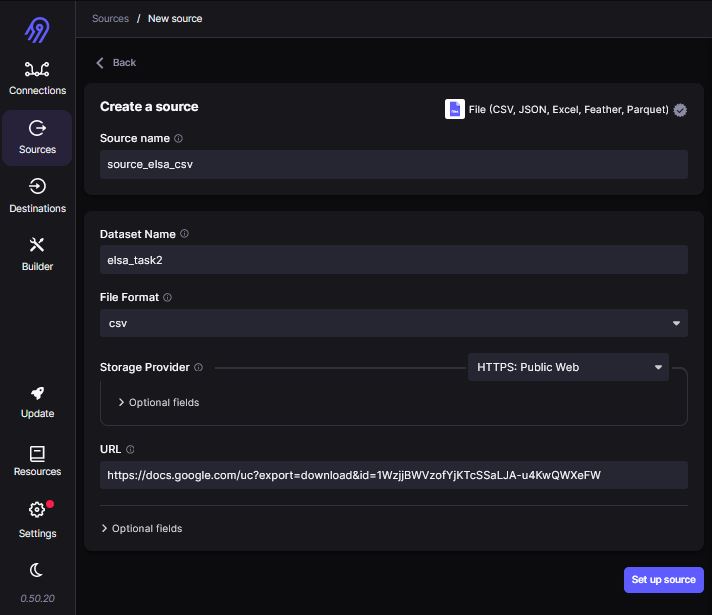 Sources / New source
Connections
Sources
Destinations
Builder
Update
Resources
Settings
0.50.20
Back
Create a source
File (CSV, JSON, Excel, Feather, Parquet)
Source name
source_elsa_csv
Dataset Name
elsa_task2
File Format
csv
Storage Provider
HTTPS: Public Web
Optional fields
URL
https://docs.google.com/uc?export=download&id=1WzjjBWVzofYjKTcSSaLJA-u4KwQWXeFW
Optional fields
Set up source